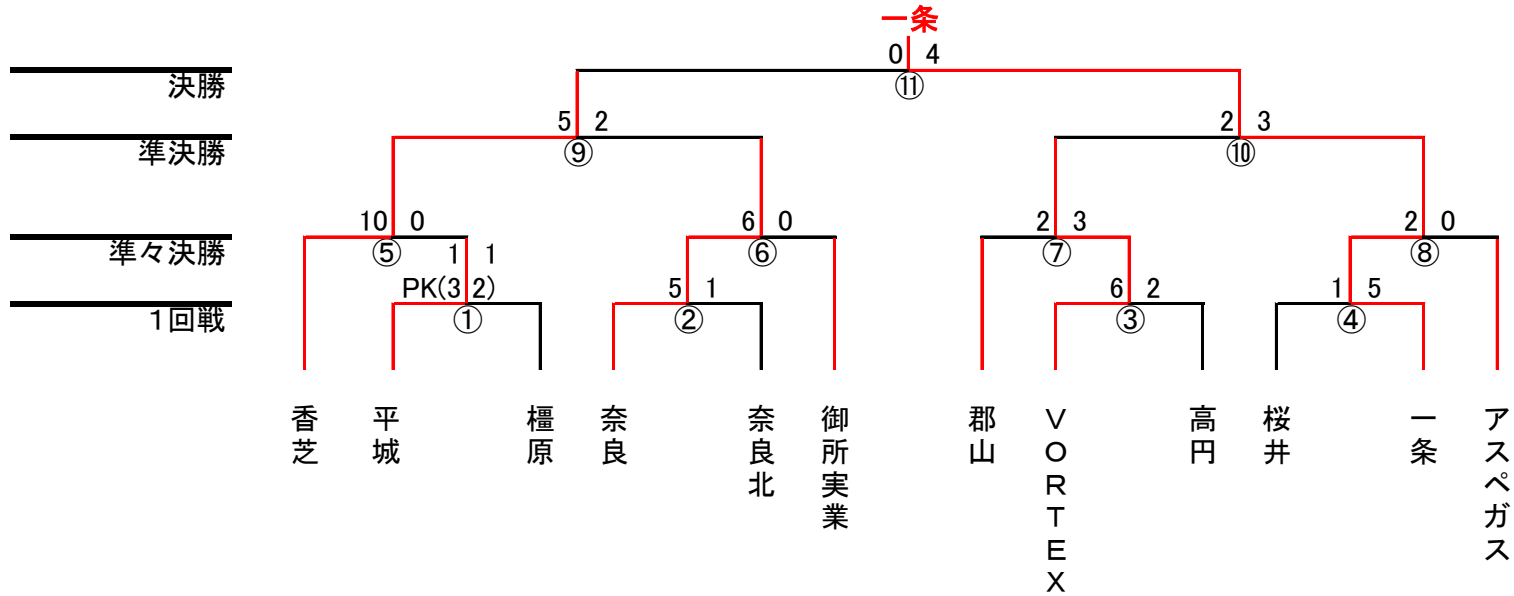 一条
0 4
決勝
⑪
5 2
2 3
準決勝
⑨
⑩
10 0
6 0
2 3
2 0
準々決勝
⑤
1 1
⑥
⑦
⑧
PK(3 2)
5 1
6 2
1 5
1回戦
①
②
③
④
香芝
平城
橿原
奈良
奈良北
御所実業
郡山
VORTEX
高円
桜井
一条
アスペガス